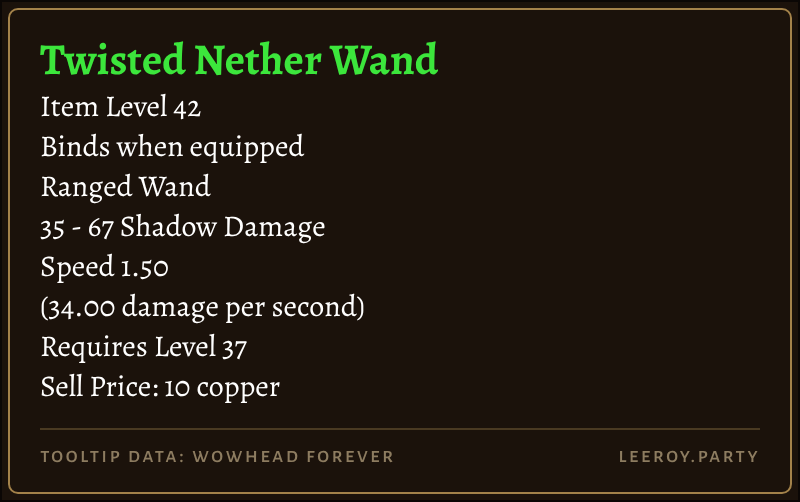 Twisted Nether Wand
Item Level 42
Binds when equipped
Ranged Wand
35 - 67 Shadow Damage
Speed 1.50
(34.00 damage per second)
Requires Level 37
Sell Price: 10 copper
TOOLTIP DATA: WOWHEAD FOREVER LEEROY.PARTY